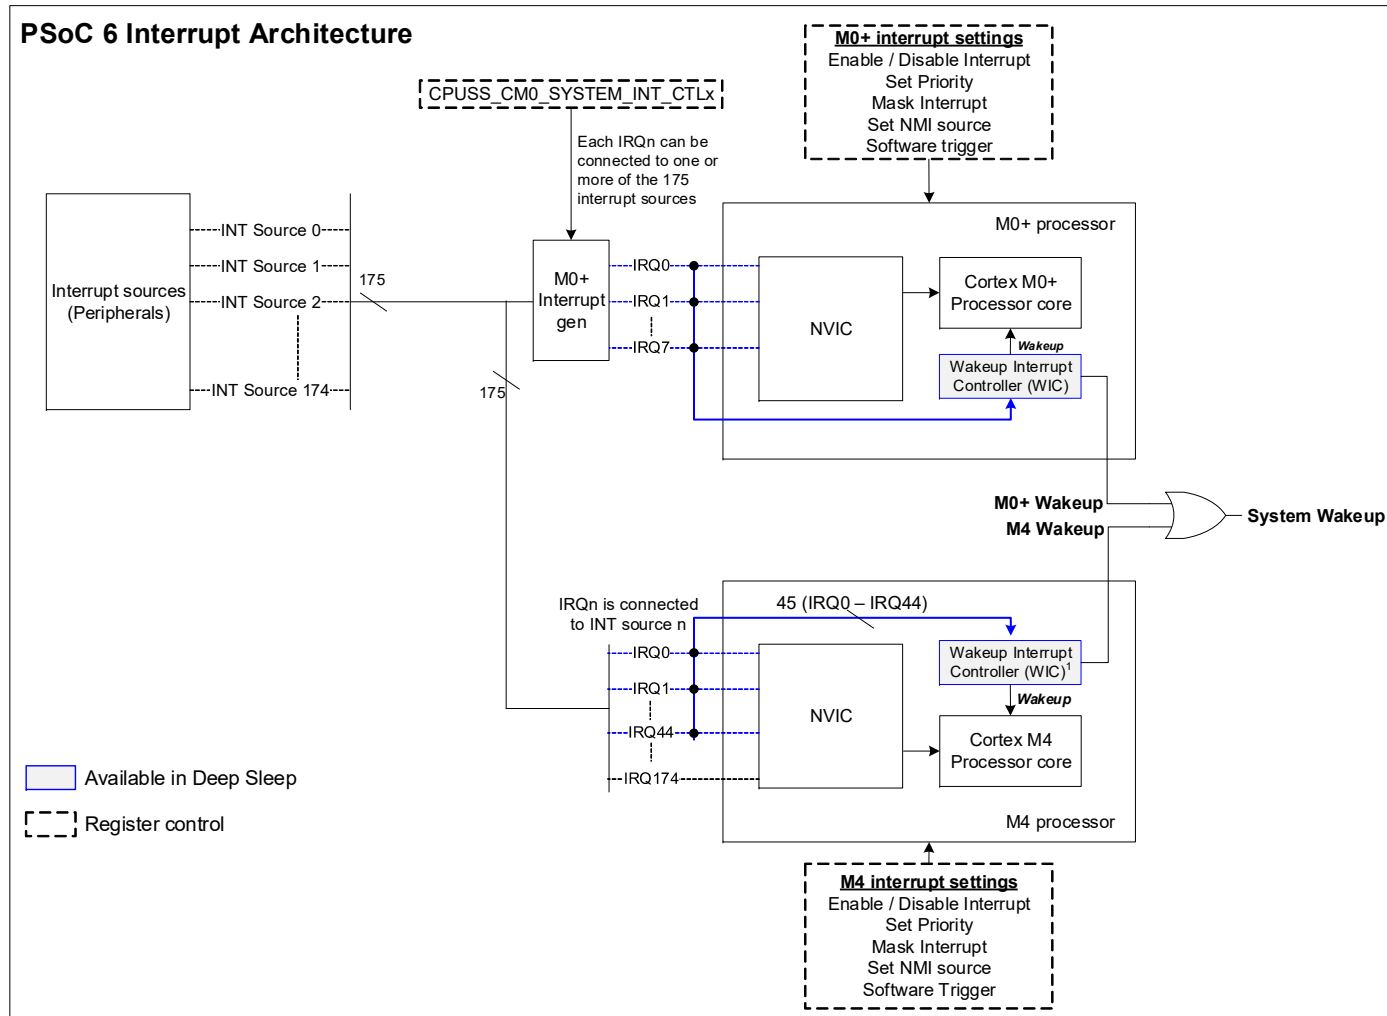 PSoC 6 Interrupt Architecture
M0+ interrupt settings
Enable / Disable Interrupt
Set Priority
Mask Interrupt
Set NMI source
Software trigger
CPUSS_CM0_SYSTEM_INT_CTLx
Each IRQn can be
connected to one or
more of the 175
interrupt sources
Interrupt sources
(Peripherals)
INT Source 0
INT Source 1
INT Source 2
INT Source 174
175
175
M0+
Interrupt
gen
IRQ0
IRQ1
IRQ7
M0+ processor
NVIC
Cortex M0+
Processor core
Wakeup
Wakeup Interrupt
Controller (WIC)
M0+ Wakeup
M4 Wakeup
System Wakeup
IRQn is connected
to INT source n
45 (IRQ0 – IRQ44)
IRQ0
IRQ1
IRQ44
IRQ174
NVIC
Wakeup Interrupt
Controller (WIC)1
Wakeup
Cortex M4
Processor core
M4 processor
Available in Deep Sleep
Register control
M4 interrupt settings
Enable / Disable Interrupt
Set Priority
Mask Interrupt
Set NMI source
Software Trigger